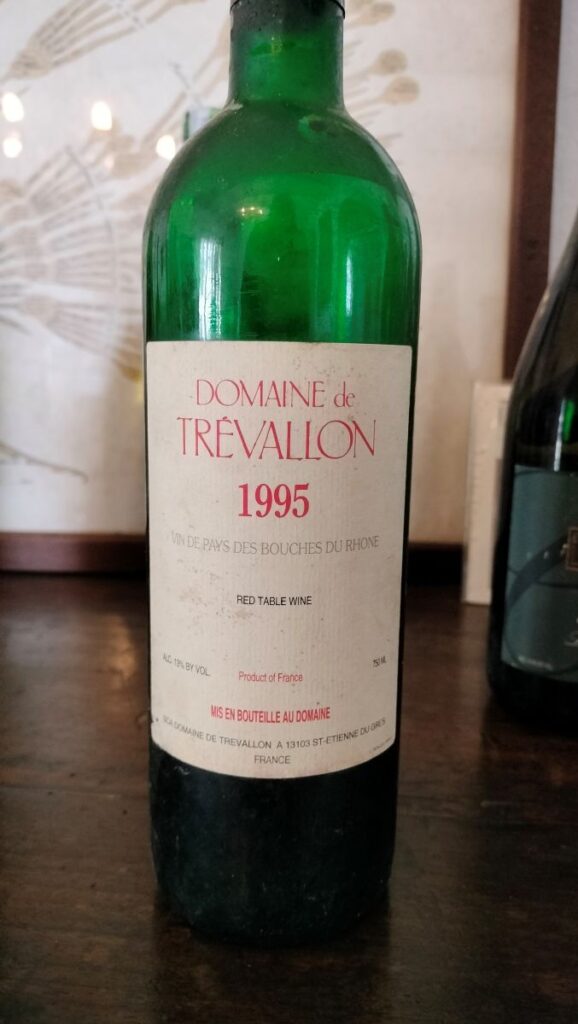 DOMAINE de
TRÉVALLON
1995
VIN DE PAYS DES BOUCHES DU RHONE
RED TABLE WINE
ALC. 13% BY VOL.
750 ML
Product of France
MIS EN BOUTEILLE AU DOMAINE
SCA DOMAINE DE TREVALLON A 13103 ST-ETIENNE DU GRES
FRANCE